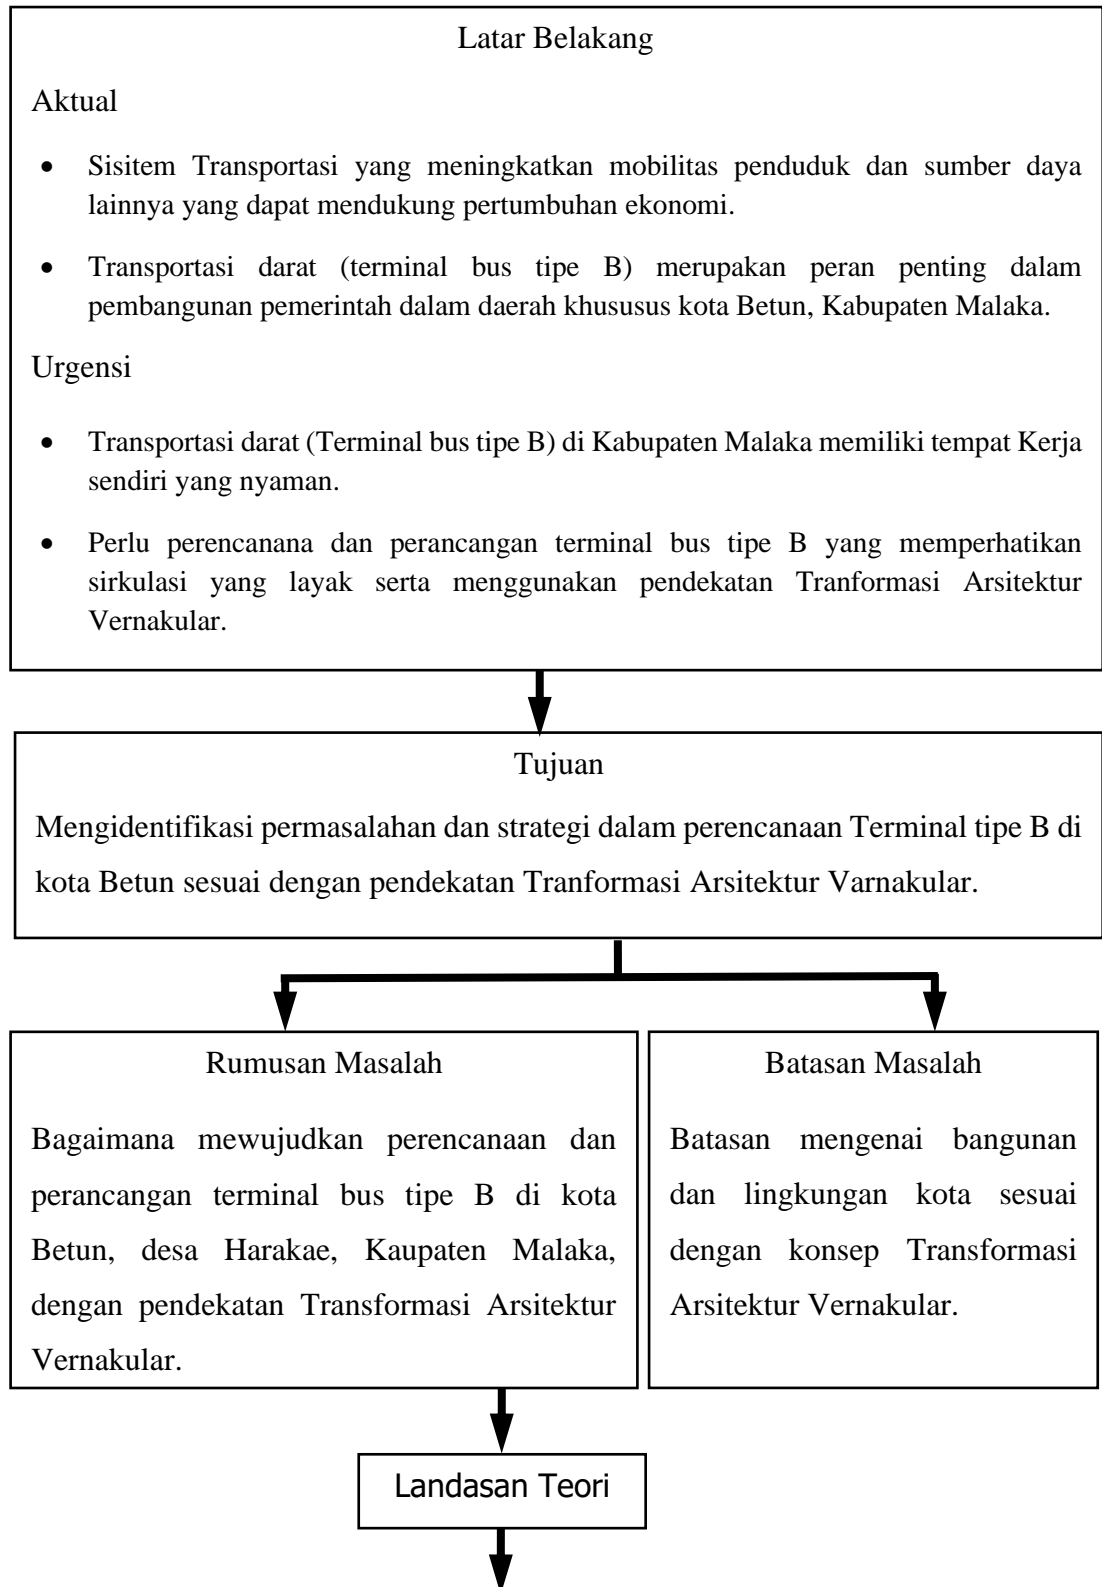 Latar Belakang
Aktual
• Sisitem Transportasi yang meningkatkan mobilitas penduduk dan sumber daya
lainnya yang dapat mendukung pertumbuhan ekonomi.
• Transportasi darat (terminal bus tipe B) merupakan peran penting dalam
pembangunan pemerintah dalam daerah khususus kota Betun, Kabupaten Malaka.
Urgensi
• Transportasi darat (Terminal bus tipe B) di Kabupaten Malaka memiliki tempat Kerja
sendiri yang nyaman.
• Perlu perencanana dan perancangan terminal bus tipe B yang memperhatikan
sirkulasi yang layak serta menggunakan pendekatan Tranformasi Arsitektur
Vernakular.
Tujuan
Mengidentifikasi permasalahan dan strategi dalam perencanaan Terminal tipe B di
kota Betun sesuai dengan pendekatan Tranformasi Arsitektur Varnakular.
Rumusan Masalah
Bagaimana mewujudkan perencanaan dan
perancangan terminal bus tipe B di kota
Betun, desa Harakae, Kaupaten Malaka,
dengan pendekatan Transformasi Arsitektur
Vernakular.
Batasan Masalah
Batasan mengenai bangunan
dan lingkungan kota sesuai
dengan konsep Transformasi
Arsitektur Vernakular.
Landasan Teori